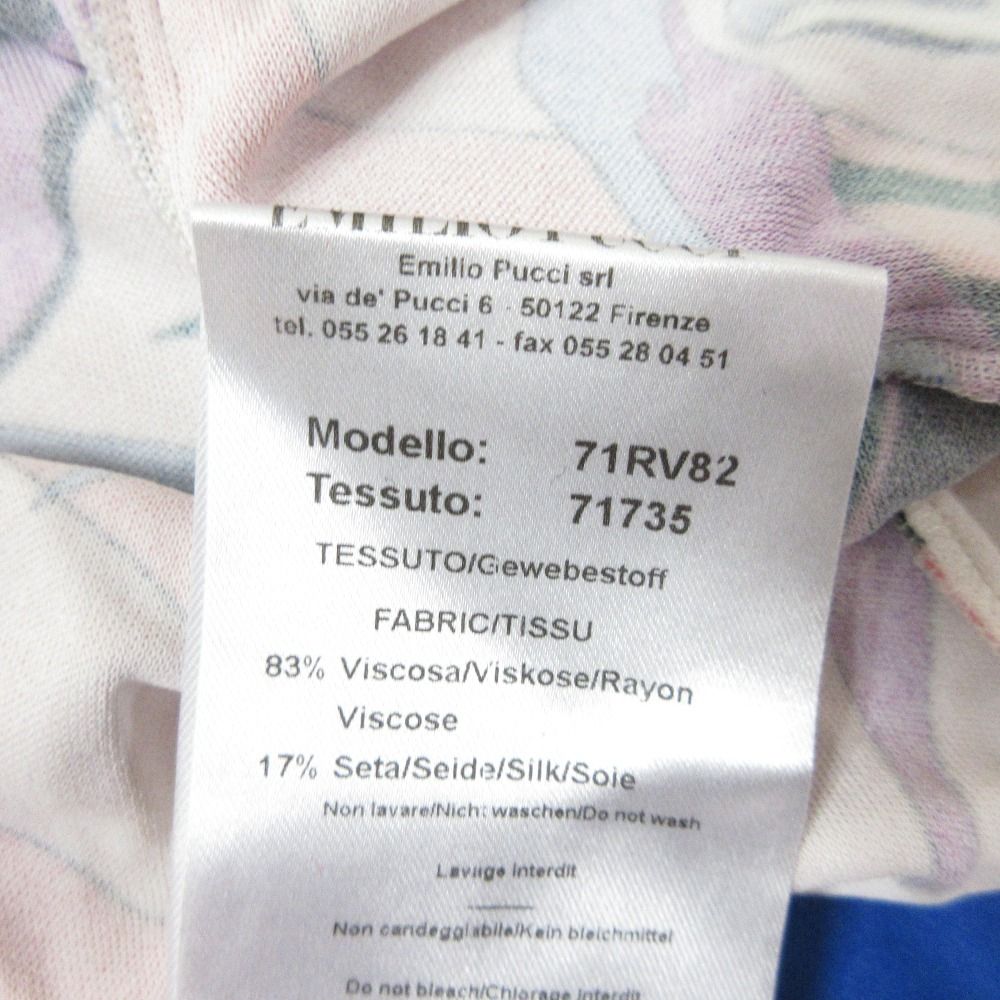 EMILIO PUCCI
Emilio Pucci srl
via de' Pucci 6 - 50122 Firenze
tel. 055 26 18 41 - fax 055 28 04 51
Modello: 71RV82
Tessuto: 71735
TESSUTO/Gewebestoff
FABRIC/TISSU
83% Viscosa/Viskose/Rayon
Viscose
17% Seta/Seide/Silk/Soie
Non lavare/Nicht waschen/Do not wash
Lavage interdit
Non candeggiabile/Kein bleichmittel
Do not bleach/Chlorage interdit